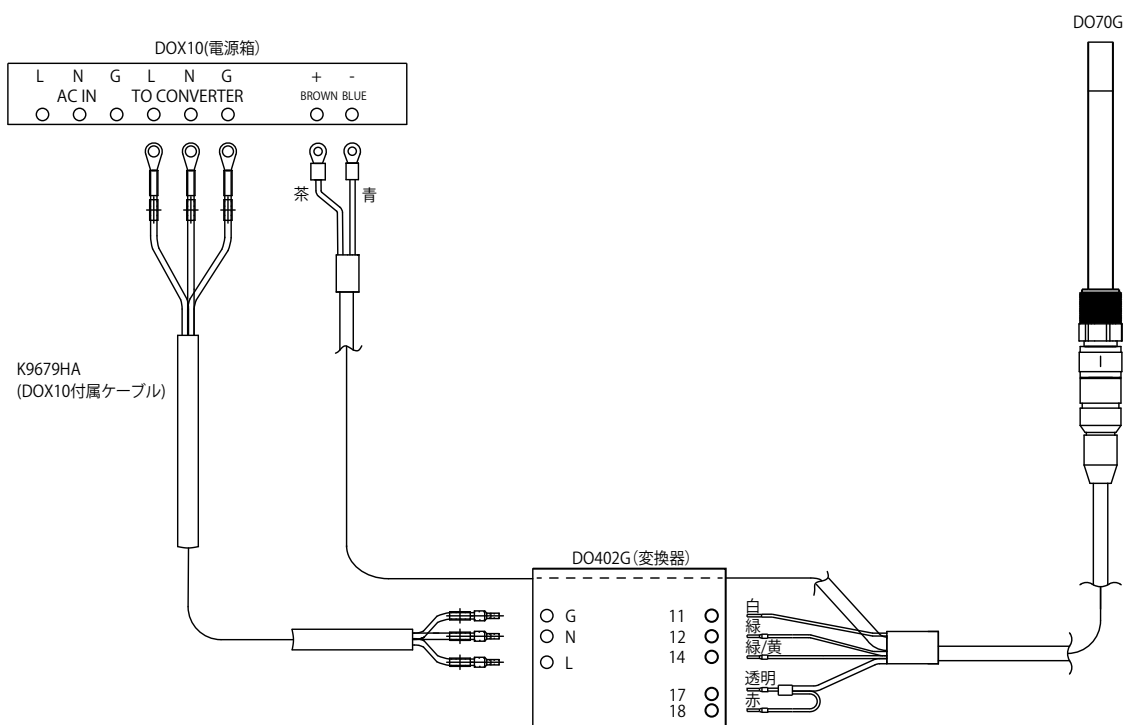 DO70G
DOX10(電源箱)
L N G L N G + -
AC IN TO CONVERTER BROWN BLUE
茶 青
K9679HA
(DOX10付属ケーブル)
DO402G(変換器)
G 11 白
N 12 緑
L 14 緑/黄
17 透明
18 赤